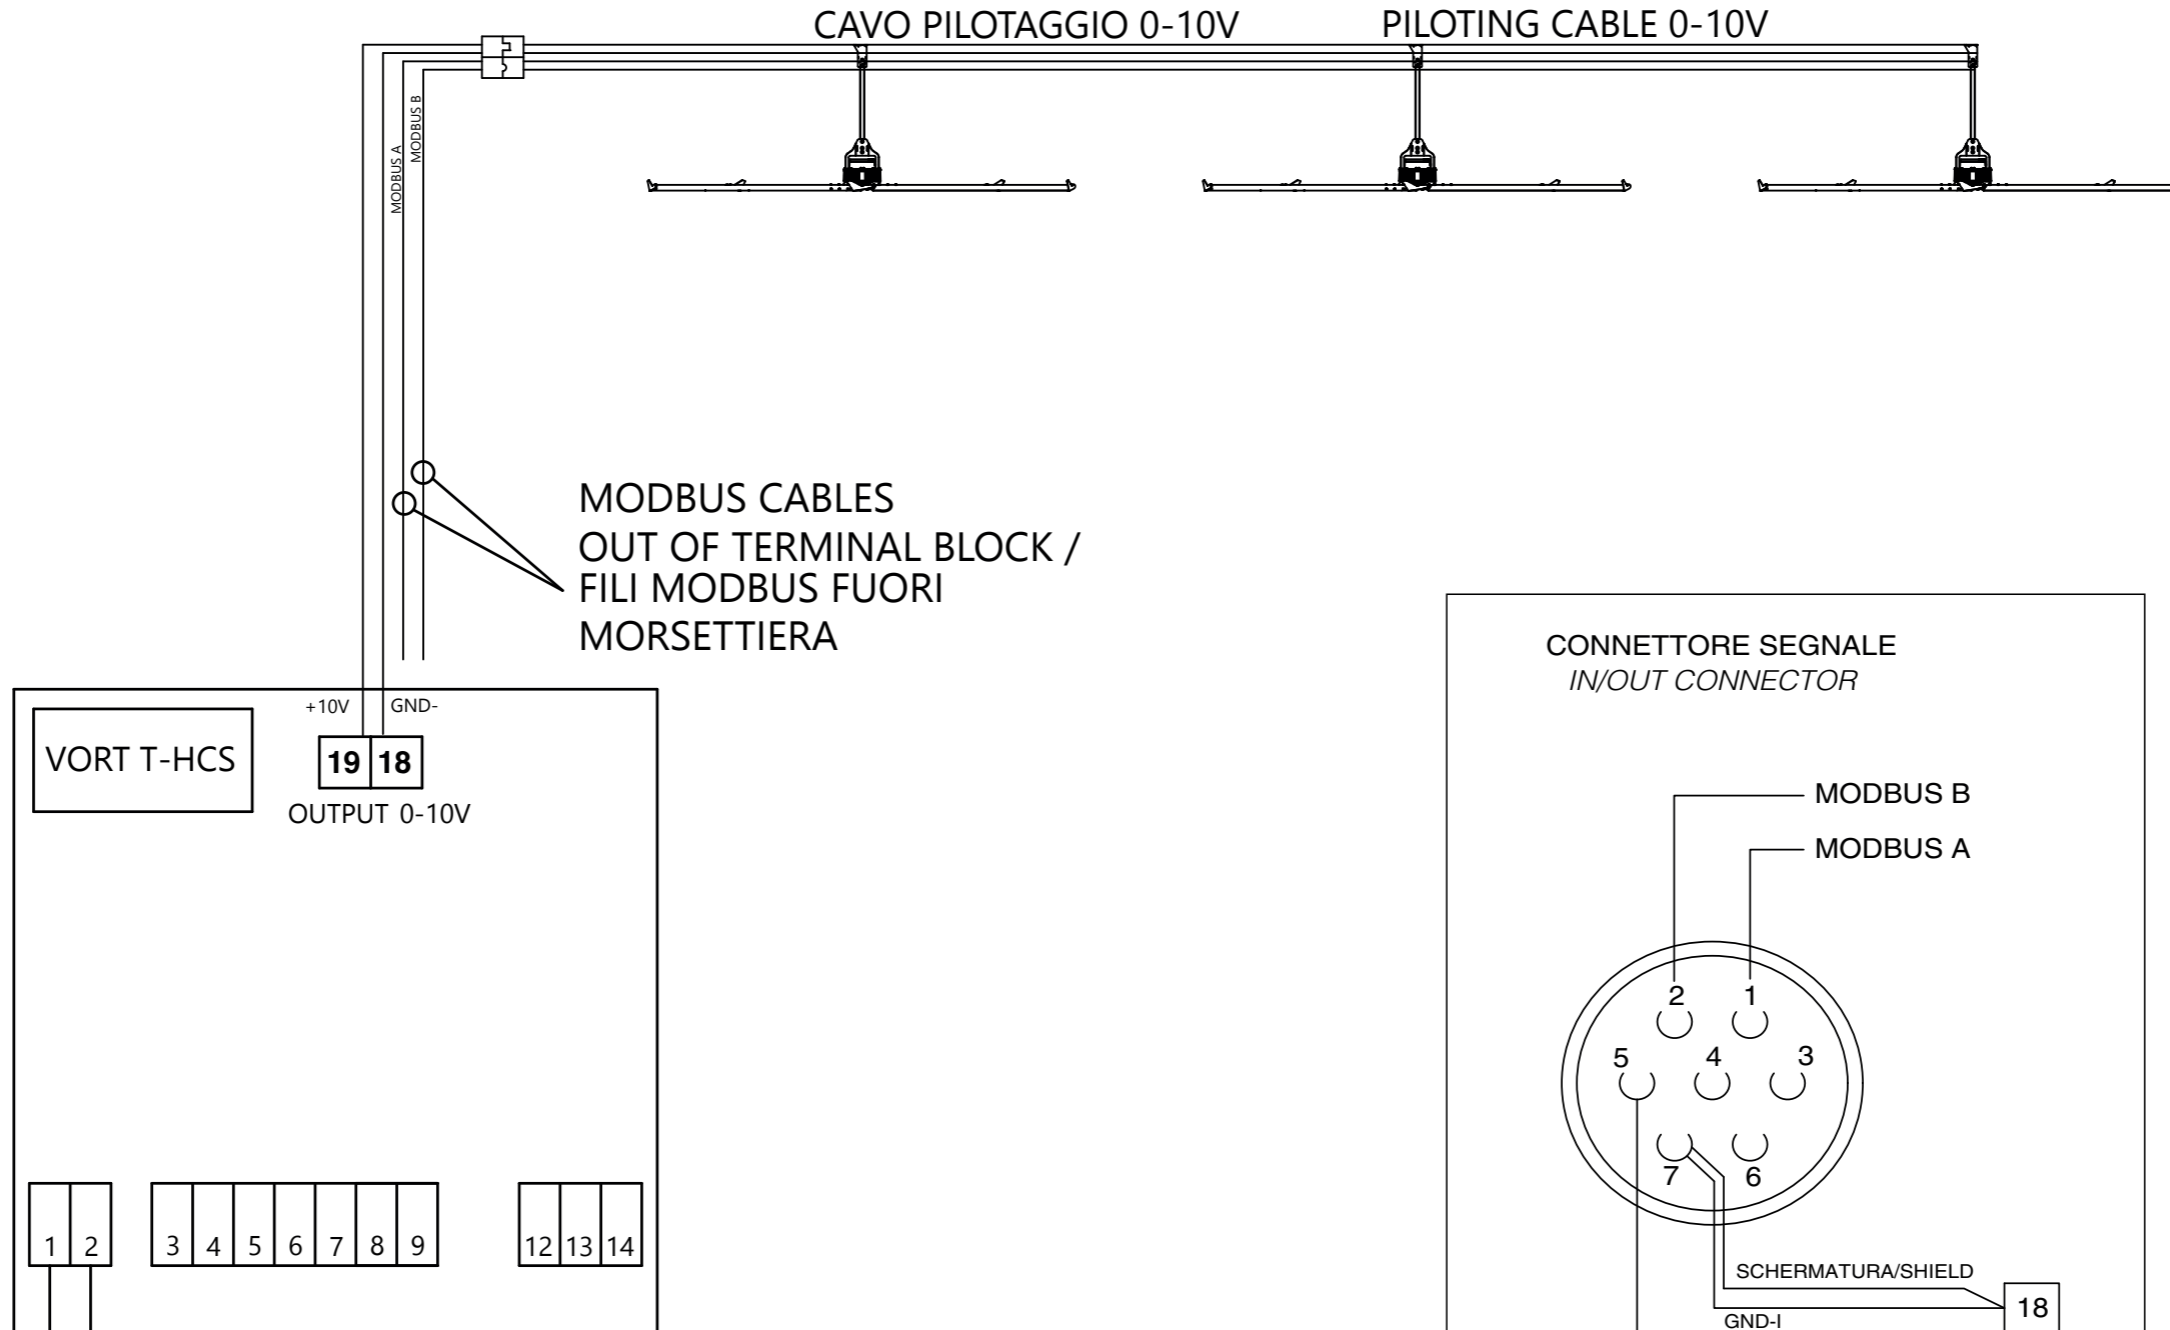 CAVO PILOTAGGIO 0-10V
PILOTING CABLE 0-10V
MODBUS A
MODBUS B
MODBUS CABLES
OUT OF TERMINAL BLOCK /
FILI MODBUS FUORI
MORSETTIERA
+10V
GND-
VORT T-HCS
19 18
OUTPUT 0-10V
1 2
3 4 5 6 7 8 9
12 13 14
CONNETTORE SEGNALE
IN/OUT CONNECTOR
MODBUS B
MODBUS A
2 1
5 4 3
7 6
SCHERMATURA/SHIELD
18
GND-I